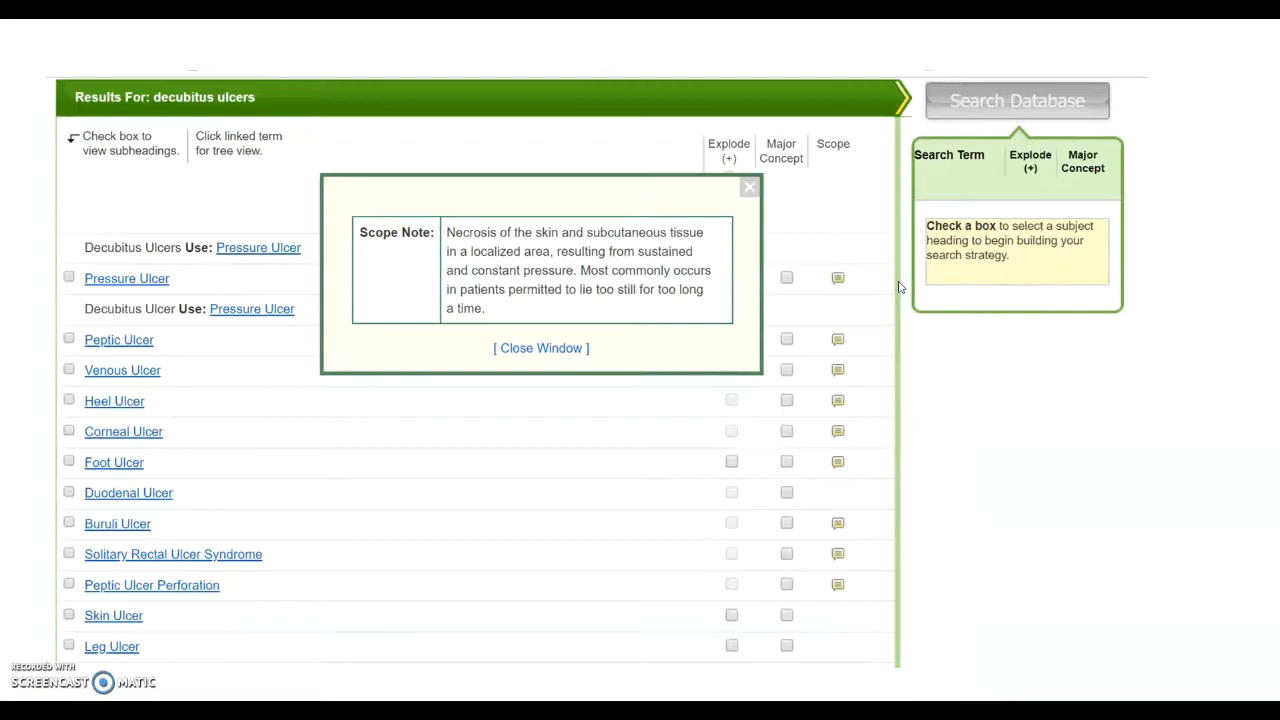 Results For: decubitus ulcers
Search Database
Check box to
view subheadings.
Click linked term
for tree view.
Explode
(+)
Major
Concept
Scope
Search Term
Explode
(+)
Major
Concept
Check a box to select a subject
heading to begin building your
search strategy.
Scope Note:
Necrosis of the skin and subcutaneous tissue
in a localized area, resulting from sustained
and constant pressure. Most commonly occurs
in patients permitted to lie too still for too long
a time.
[ Close Window ]
Decubitus Ulcers Use: Pressure Ulcer
Pressure Ulcer
Decubitus Ulcer Use: Pressure Ulcer
Peptic Ulcer
Venous Ulcer
Heel Ulcer
Corneal Ulcer
Foot Ulcer
Duodenal Ulcer
Buruli Ulcer
Solitary Rectal Ulcer Syndrome
Peptic Ulcer Perforation
Skin Ulcer
Leg Ulcer
RECORDED WITH
SCREENCAST MATIC